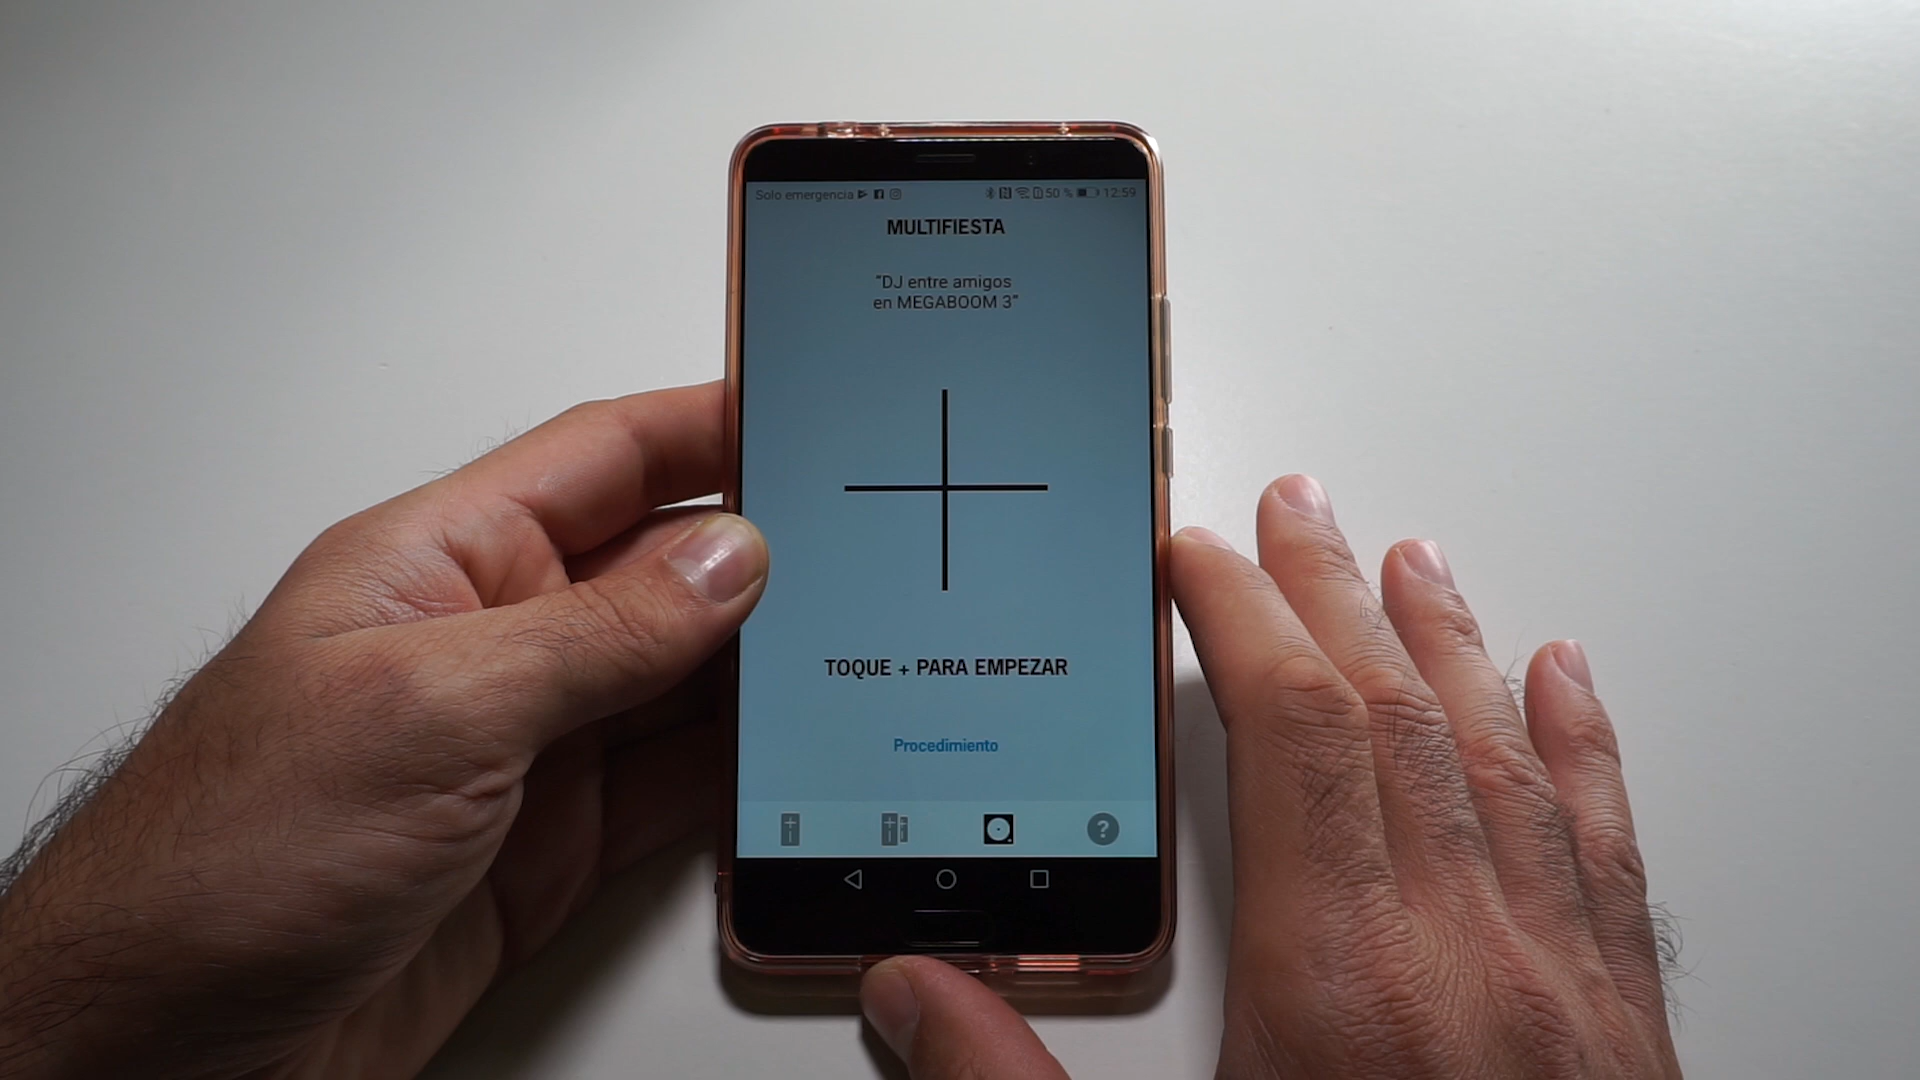 Solo emergencia 50 % 12:59
MULTIFIESTA
"DJ entre amigos
en MEGABOOM 3"
TOQUE + PARA EMPEZAR
Procedimiento
?